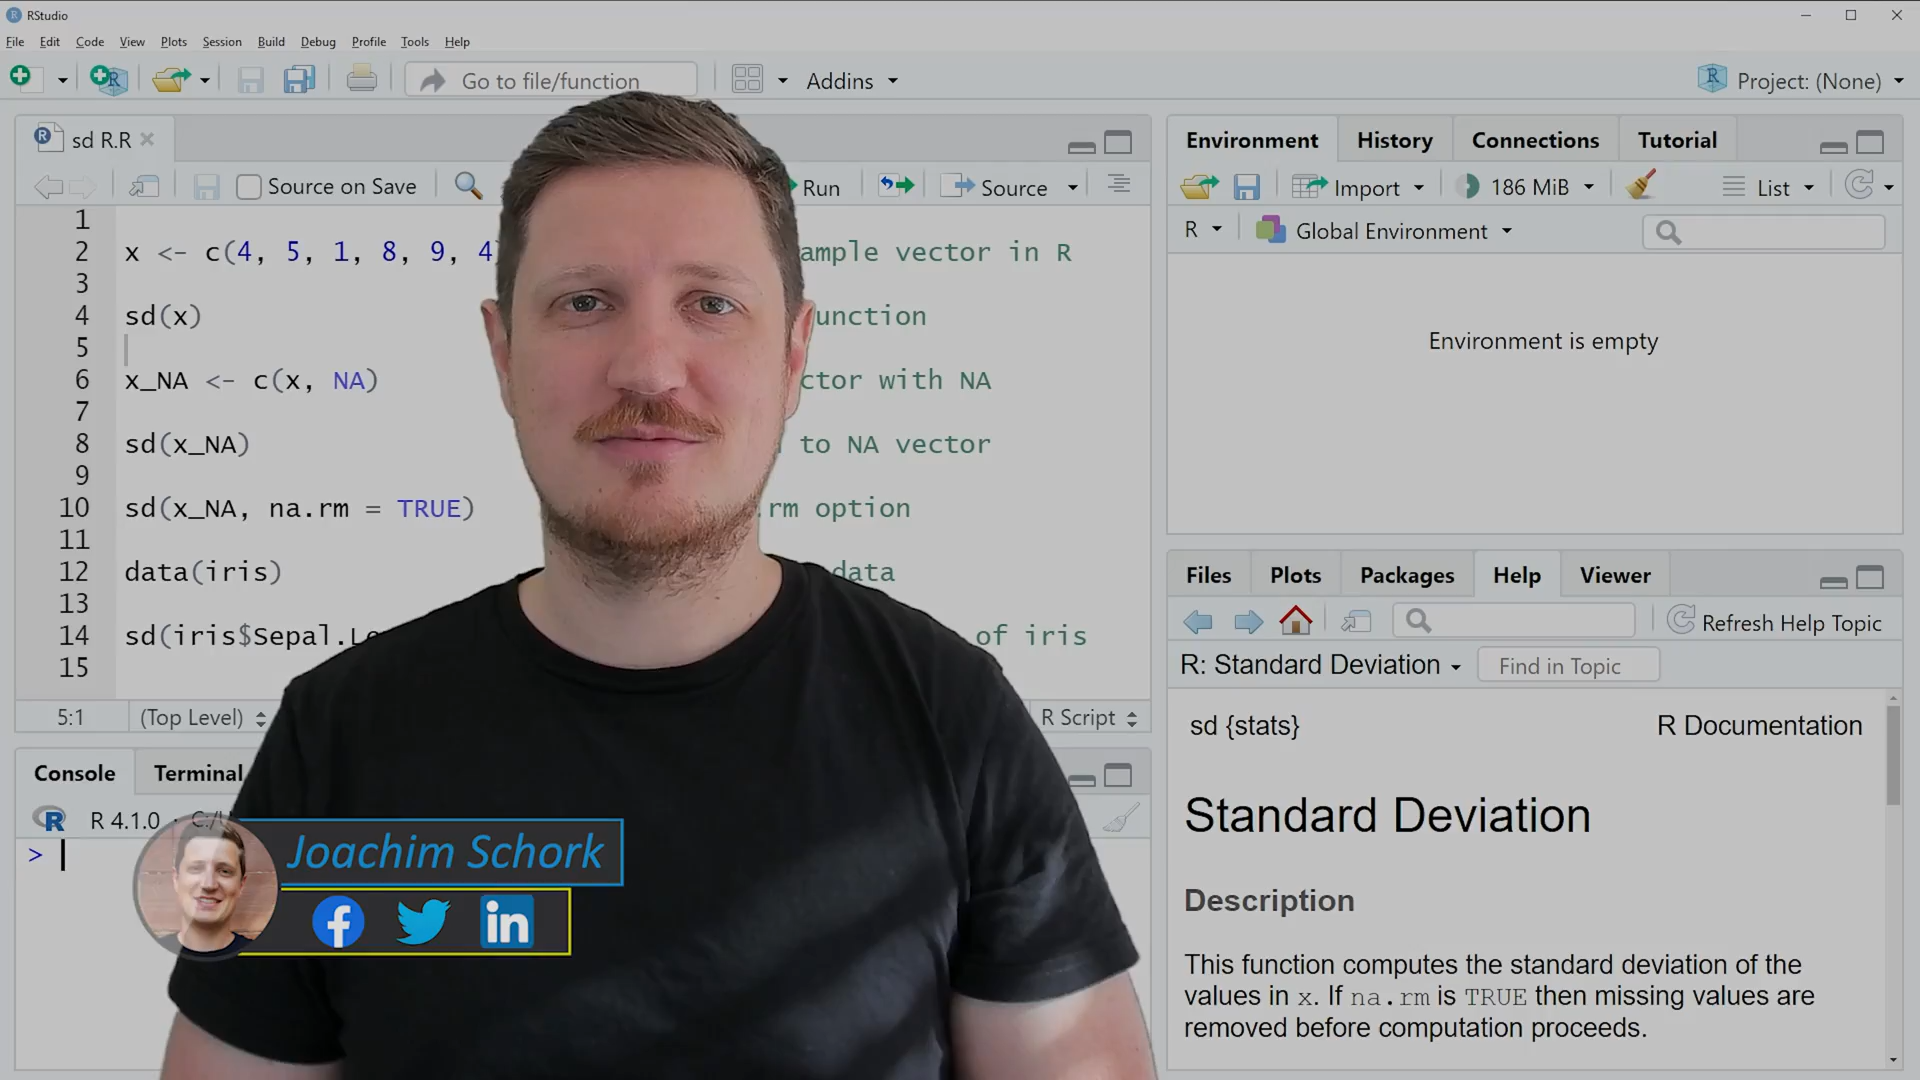 RStudio
File Edit Code View Plots Session Build Debug Profile Tools Help
Go to file/function Addins Project: (None)
sd R.R
Source on Save Run Source
1
2 x <- c(4, 5, 1, 8, 9, 4) ample vector in R
3
4 sd(x) unction
5
6 x_NA <- c(x, NA) ctor with NA
7
8 sd(x_NA) to NA vector
9
10 sd(x_NA, na.rm = TRUE) .rm option
11
12 data(iris) data
13
14 sd(iris$Sepal.Le of iris
15
5:1 (Top Level) R Script
Console Terminal
R 4.1.0 · C:/
>
Joachim Schork
f in
Environment History Connections Tutorial
Import 186 MiB List
R Global Environment
Environment is empty
Files Plots Packages Help Viewer
Refresh Help Topic
R: Standard Deviation Find in Topic
sd {stats} R Documentation
Standard Deviation
Description
This function computes the standard deviation of the
values in x. If na.rm is TRUE then missing values are
removed before computation proceeds.